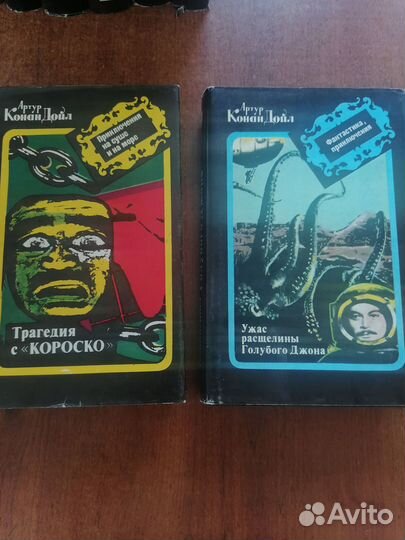 Артур
Конан Дойл
Приключения
на суше
и на море
Трагедия
с «КОРОСКО»
Артур
Конан Дойл
Фантастика,
приключения
Ужас
расщелины
Голубого Джона
Avito